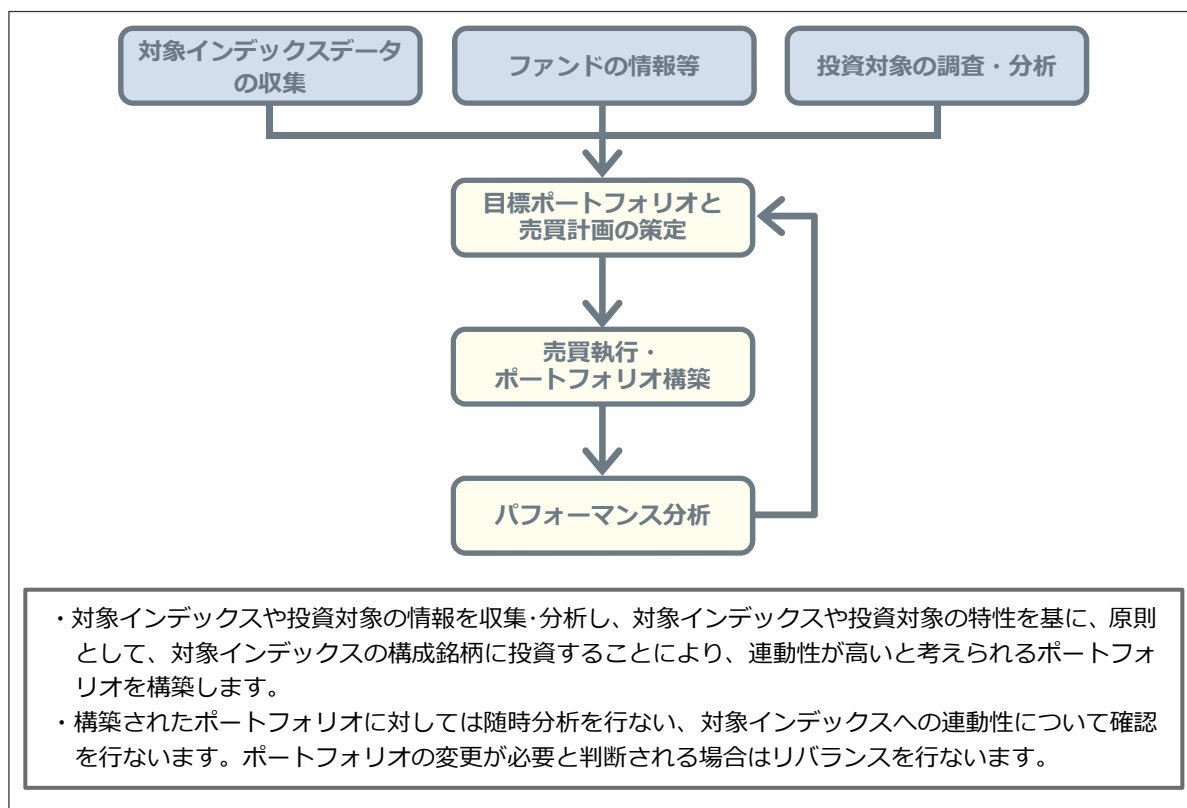 対象インデックスデータ
の収集
ファンドの情報等
投資対象の調査・分析
目標ポートフォリオと
売買計画の策定
売買執行・
ポートフォリオ構築
パフォーマンス分析
・対象インデックスや投資対象の情報を収集･分析し、対象インデックスや投資対象の特性を基に、原則
として、対象インデックスの構成銘柄に投資することにより、連動性が高いと考えられるポートフォ
リオを構築します。
・構築されたポートフォリオに対しては随時分析を行ない、対象インデックスへの連動性について確認
を行ないます。ポートフォリオの変更が必要と判断される場合はリバランスを行ないます。